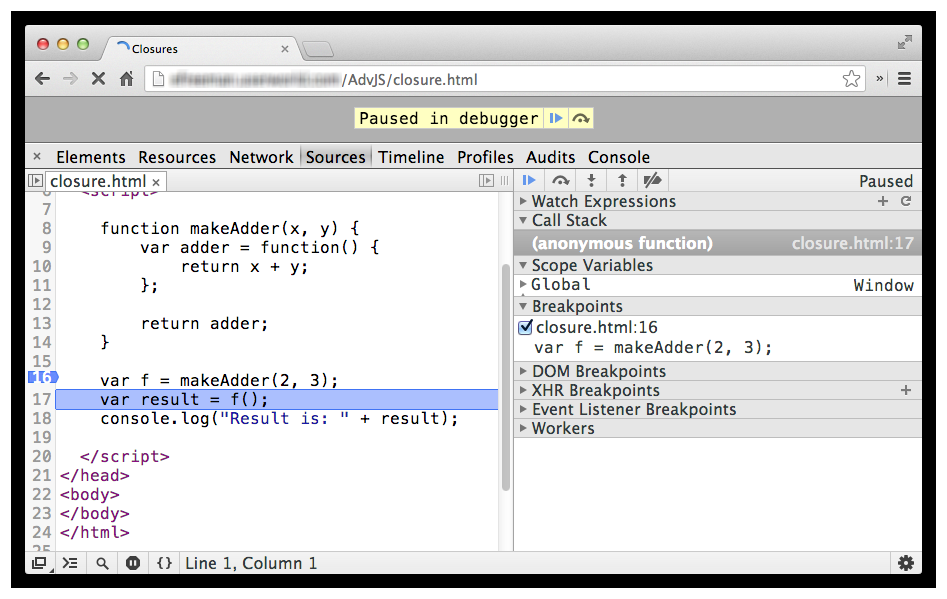 Closures ×
/AdvJS/closure.html »
Paused in debugger
× Elements Resources Network Sources Timeline Profiles Audits Console
closure.html × Paused
6 <script>
7
8 function makeAdder(x, y) {
9 var adder = function() {
10 return x + y;
11 };
12
13 return adder;
14 }
15
16 var f = makeAdder(2, 3);
17 var result = f();
18 console.log("Result is: " + result);
19
20 </script>
21 </head>
22 <body>
23 </body>
24 </html>
25
Watch Expressions +
Call Stack
(anonymous function) closure.html:17
Scope Variables
Global Window
Breakpoints
closure.html:16
var f = makeAdder(2, 3);
DOM Breakpoints
XHR Breakpoints +
Event Listener Breakpoints
Workers
{} Line 1, Column 1